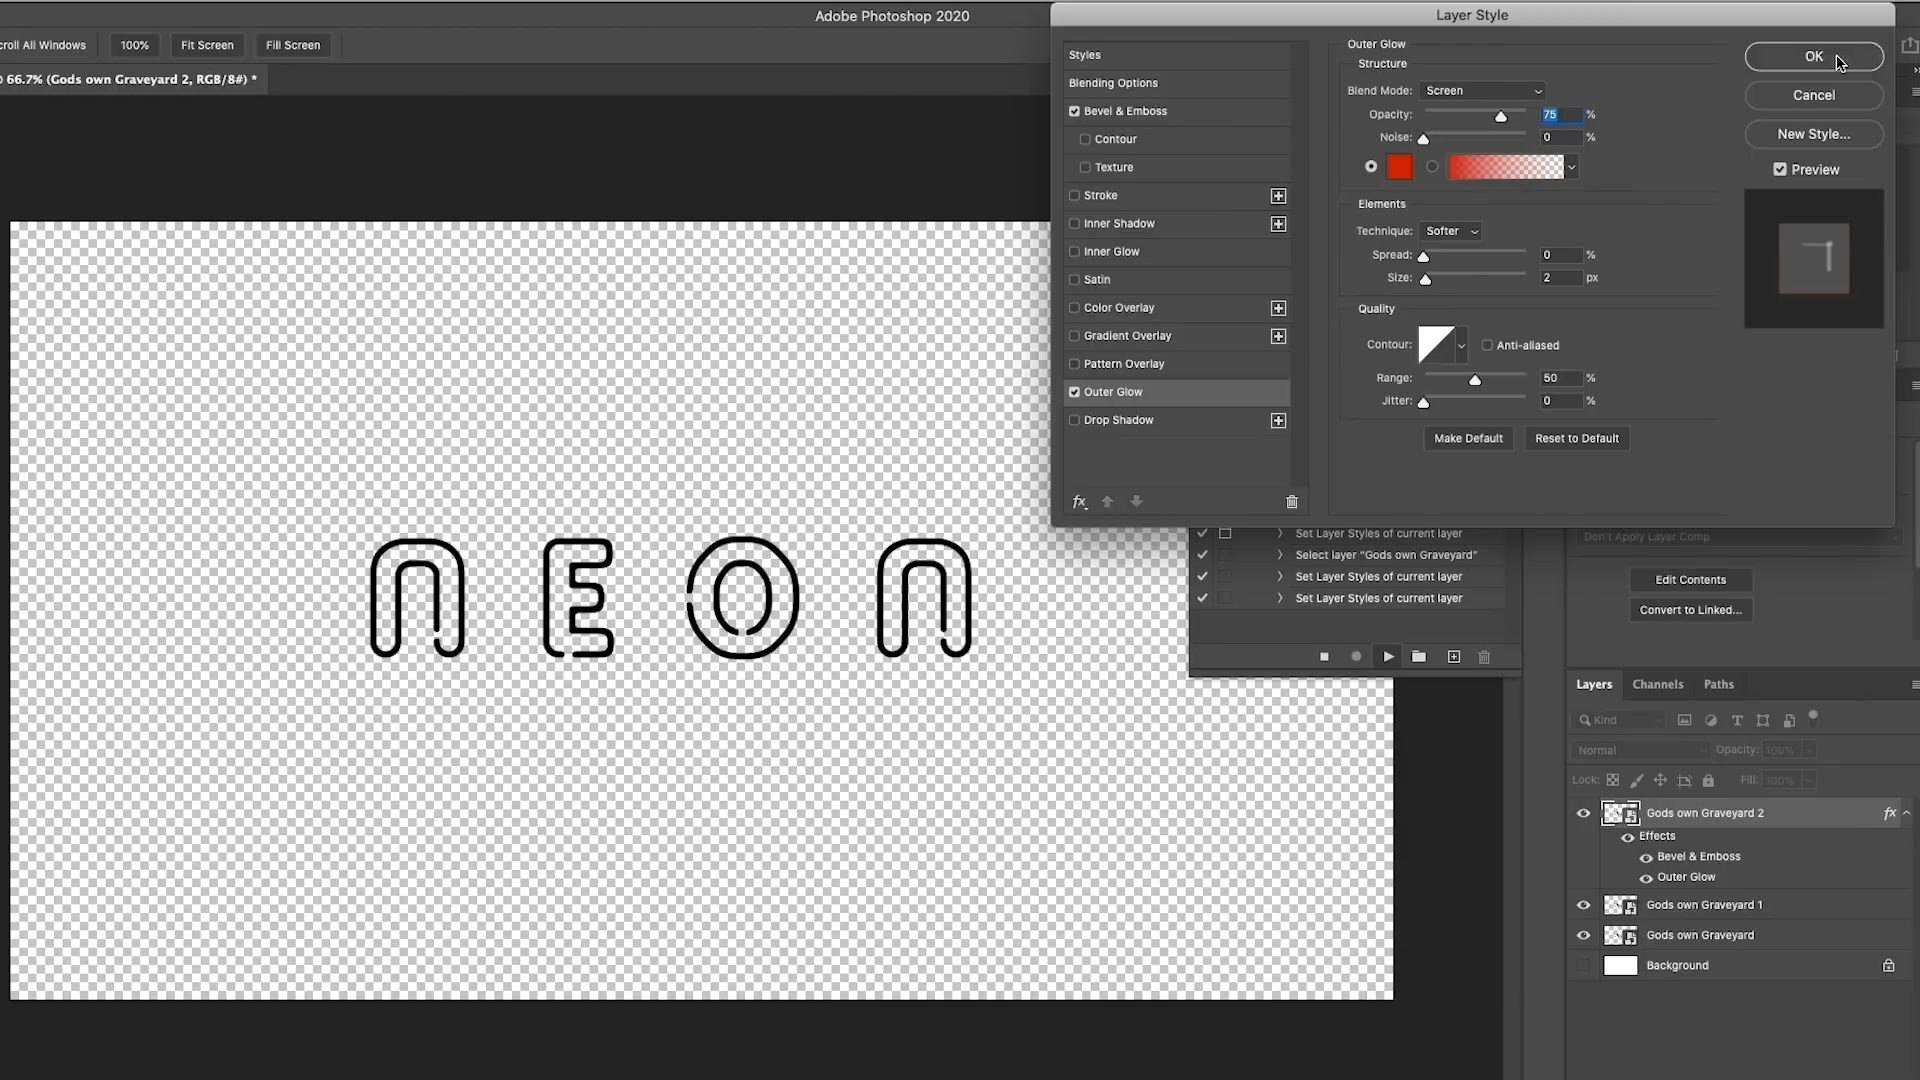 Adobe Photoshop 2020
croll All Windows
100%
Fit Screen
Fill Screen
66.7% (Gods own Graveyard 2, RGB/8#) *
Layer Style
Styles
Blending Options
Bevel & Emboss
Contour
Texture
Stroke
Inner Shadow
Inner Glow
Satin
Color Overlay
Gradient Overlay
Pattern Overlay
Outer Glow
Drop Shadow
fx
Outer Glow
Structure
Blend Mode: Screen
Opacity: 75 %
Noise: 0 %
Elements
Technique: Softer
Spread: 0 %
Size: 2 px
Quality
Contour: Anti-aliased
Range: 50 %
Jitter: 0 %
Make Default
Reset to Default
OK
Cancel
New Style...
Preview
NEON
Set Layer Styles of current layer
Select layer “Gods own Graveyard”
Set Layer Styles of current layer
Set Layer Styles of current layer
Don't Apply Layer Comp
Edit Contents
Convert to Linked...
Layers
Channels
Paths
Kind
Normal
Opacity: 100%
Lock:
Fill: 100%
Gods own Graveyard 2
fx
Effects
Bevel & Emboss
Outer Glow
Gods own Graveyard 1
Gods own Graveyard
Background